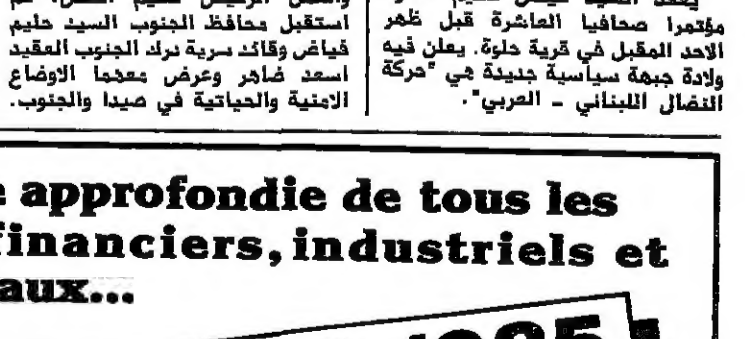 مؤتمرا صحافيا العاشرة قبل ظهر
الاحد المقبل في قرية حلوة. يعلن فيه
ولادة جبهة سياسية جديدة هي "حركة
النضال اللبناني ـ العربي".
استقبل محافظ الجنوب السيد حليم
فياض وقائد سرية درك الجنوب العقيد
اسعد ضاهر وعرض معهما الاوضاع
الامنية والحياتية في صيدا والجنوب.
approfondie de tous les
financiers, industriels et
aux...